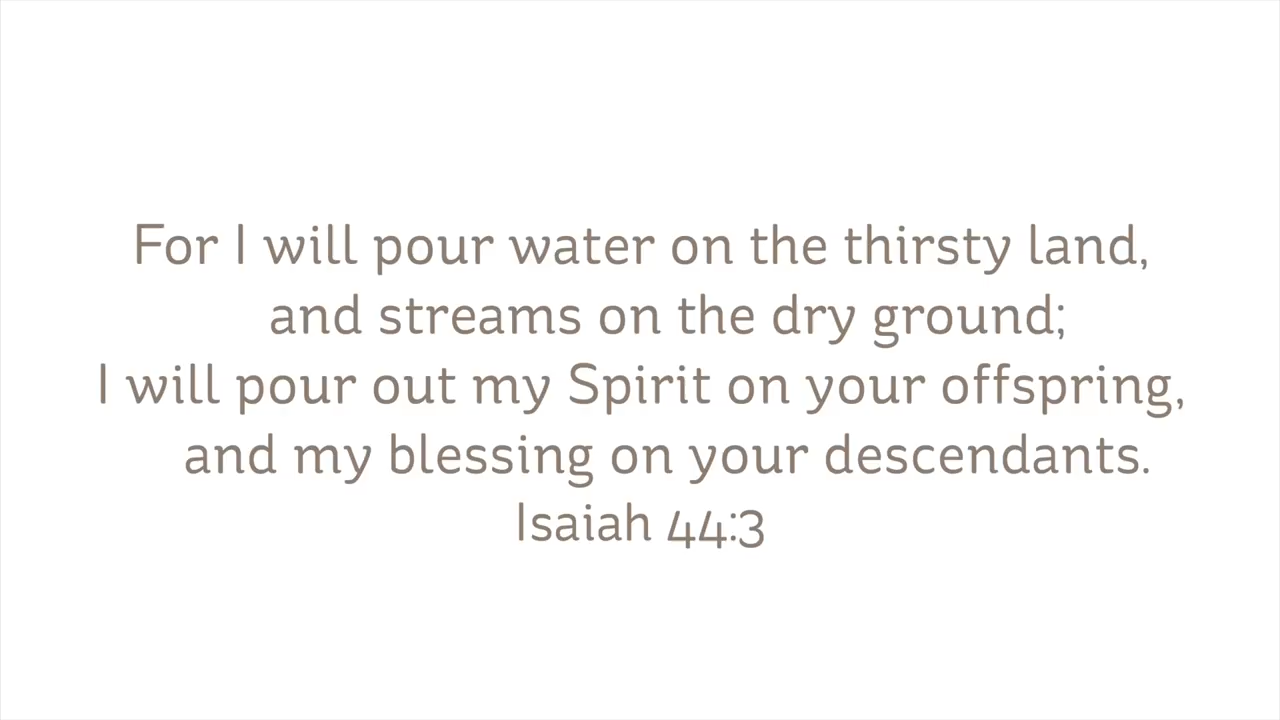 For I will pour water on the thirsty land,
and streams on the dry ground;
I will pour out my Spirit on your offspring,
and my blessing on your descendants.
Isaiah 44:3